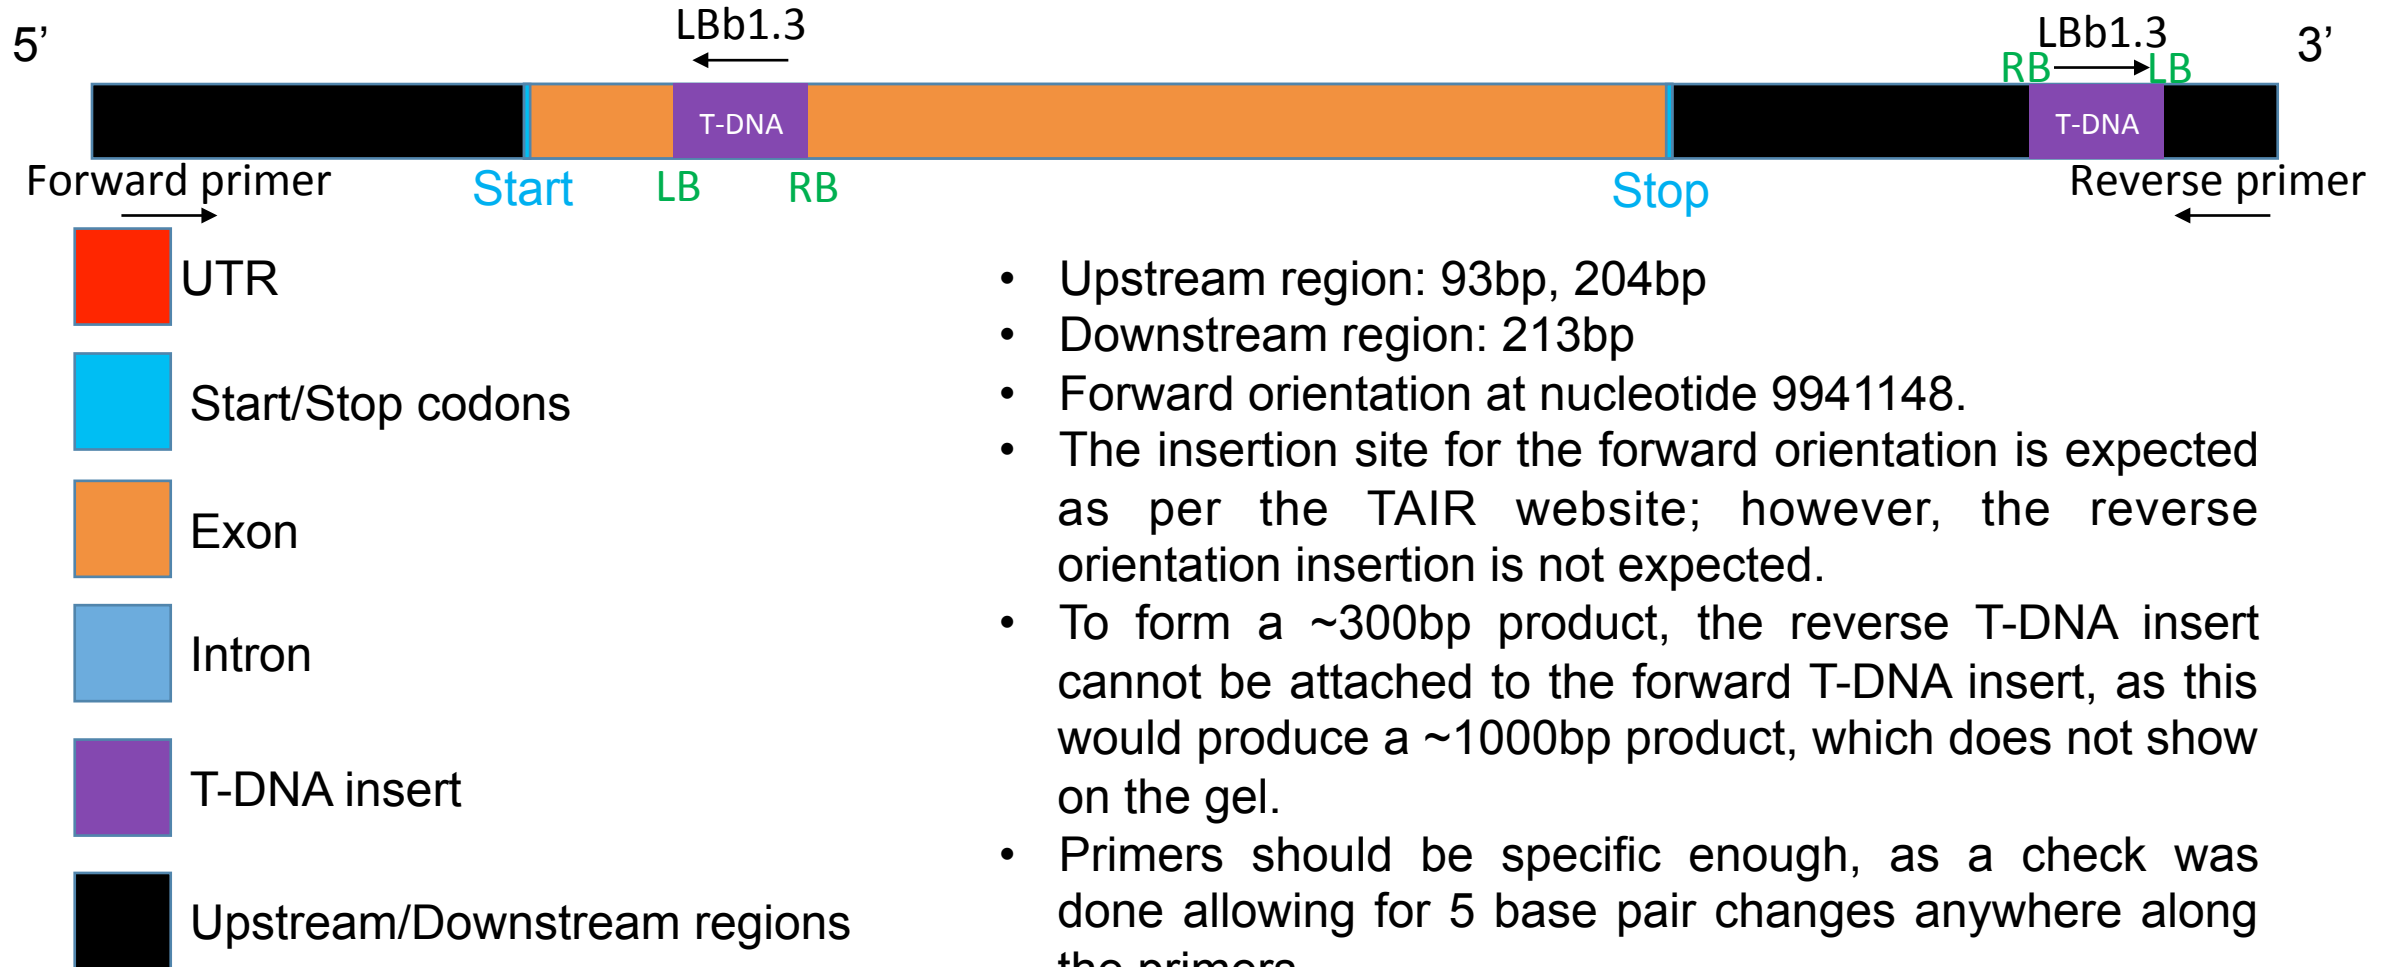 5’
LBb1.3
LBb1.3
3’
RB
LB
T-DNA
T-DNA
Forward primer
Start
LB
RB
Stop
Reverse primer
UTR
Start/Stop codons
Exon
Intron
T-DNA insert
Upstream/Downstream regions
• Upstream region: 93bp, 204bp
• Downstream region: 213bp
• Forward orientation at nucleotide 9941148.
• The insertion site for the forward orientation is expected
as per the TAIR website; however, the reverse
orientation insertion is not expected.
• To form a ~300bp product, the reverse T-DNA insert
cannot be attached to the forward T-DNA insert, as this
would produce a ~1000bp product, which does not show
on the gel.
• Primers should be specific enough, as a check was
done allowing for 5 base pair changes anywhere along
the primers